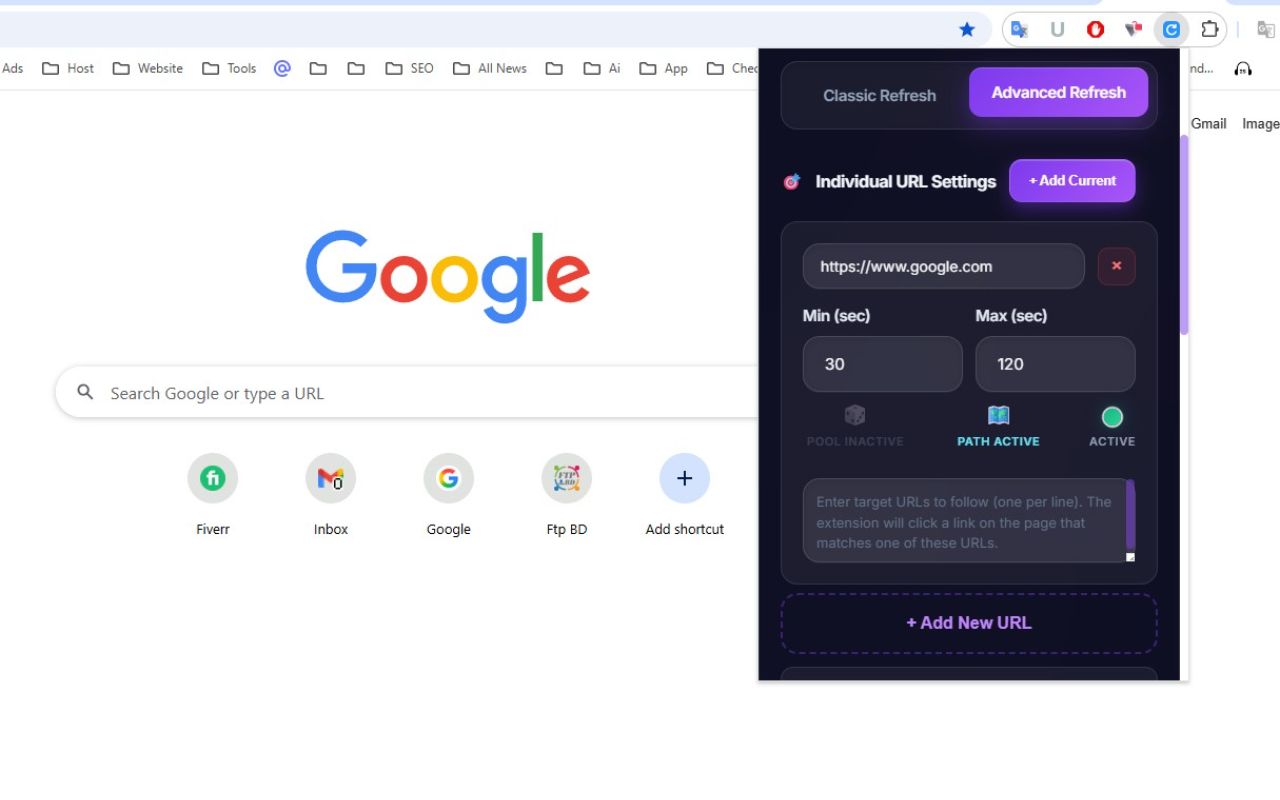 Ads Host Website Tools SEO All News Ai App Chec nd...
Gmail Image
Google
Search Google or type a URL
Fiverr Inbox Google Ftp BD Add shortcut
Classic Refresh Advanced Refresh
Individual URL Settings + Add Current
https://www.google.com
Min (sec) Max (sec)
30 120
POOL INACTIVE PATH ACTIVE ACTIVE
Enter target URLs to follow (one per line). The
extension will click a link on the page that
matches one of these URLs.
+ Add New URL